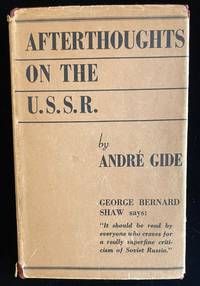 AFTERTHOUGHTS
ON THE
U.S.S.R.
by
ANDRÉ GIDE
GEORGE BERNARD
SHAW says:
"It should be read by
everyone who craves for
a really superfine criti-
cism of Soviet Russia."